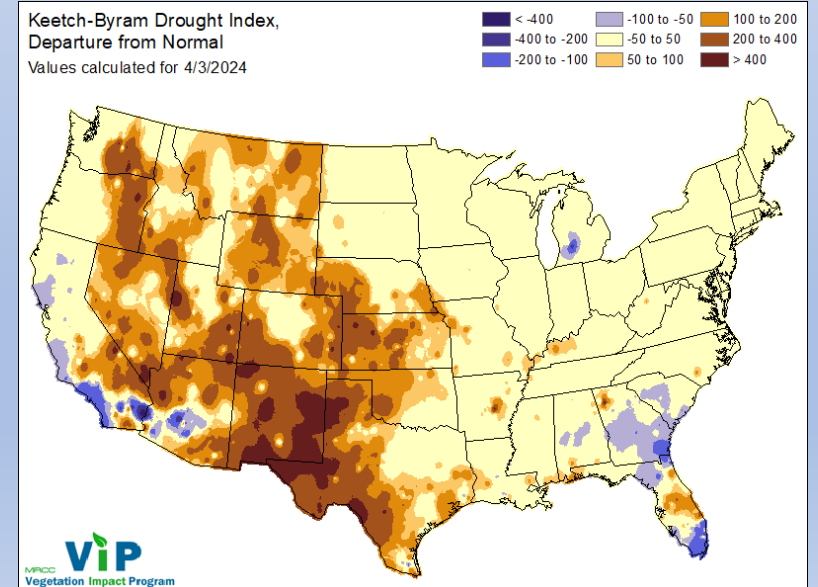 Keetch-Byram Drought Index,
Departure from Normal
Values calculated for 4/3/2024
< -400
-400 to -200
-200 to -100
-100 to -50
-50 to 50
50 to 100
100 to 200
200 to 400
> 400
MRCC
ViP
Vegetation Impact Program